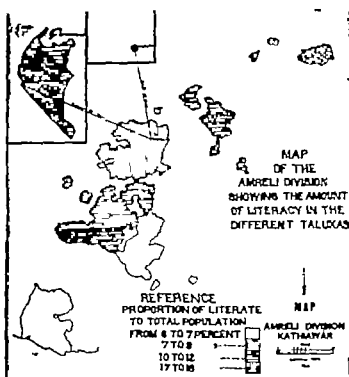 MAP
OF THE
AMRELI DIVISION
SHOWING THE AMOUNT
OF LITERACY IN THE
DIFFERENT TALUKAS
REFERENCE
PROPORTION OF LITERATE
TO TOTAL POPULATION
FROM 6 TO 7 PERCENT
7 TO 8
10 TO 12
17 TO 18
MAP
AMRELI DIVISION
KATHIAWAR